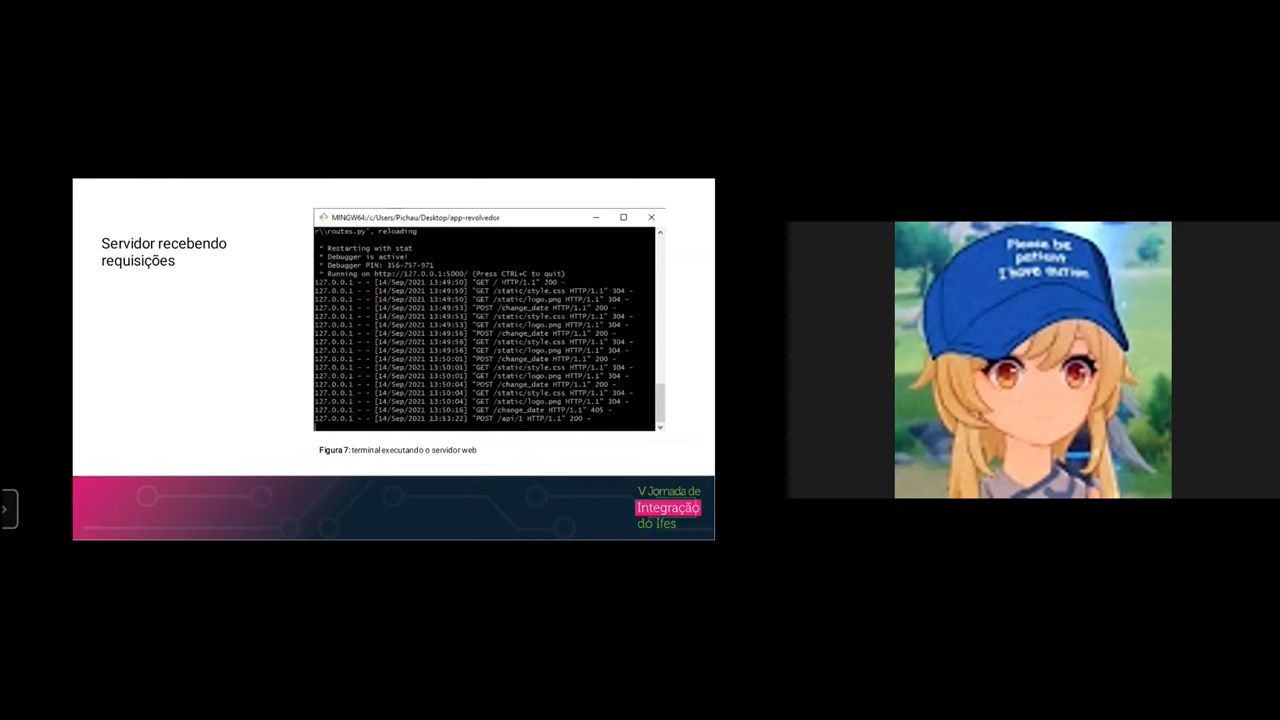 Servidor recebendo
requisições
MINGW64:/c/Users/Pichau/Desktop/app-revolvedor
r\\routes.py', reloading
* Restarting with stat
* Debugger is active!
* Debugger PIN: 356-757-971
* Running on http://127.0.0.1:5000/ (Press CTRL+C to quit)
127.0.0.1 - - [14/Sep/2021 13:49:50] "GET / HTTP/1.1" 200 -
127.0.0.1 - - [14/Sep/2021 13:49:50] "GET /static/style.css HTTP/1.1" 304 -
127.0.0.1 - - [14/Sep/2021 13:49:50] "GET /static/logo.png HTTP/1.1" 304 -
127.0.0.1 - - [14/Sep/2021 13:49:53] "POST /change_date HTTP/1.1" 200 -
127.0.0.1 - - [14/Sep/2021 13:49:53] "GET /static/style.css HTTP/1.1" 304 -
127.0.0.1 - - [14/Sep/2021 13:49:53] "GET /static/logo.png HTTP/1.1" 304 -
127.0.0.1 - - [14/Sep/2021 13:49:56] "POST /change_date HTTP/1.1" 200 -
127.0.0.1 - - [14/Sep/2021 13:49:56] "GET /static/style.css HTTP/1.1" 304 -
127.0.0.1 - - [14/Sep/2021 13:49:56] "GET /static/logo.png HTTP/1.1" 304 -
127.0.0.1 - - [14/Sep/2021 13:50:01] "POST /change_date HTTP/1.1" 200 -
127.0.0.1 - - [14/Sep/2021 13:50:01] "GET /static/style.css HTTP/1.1" 304 -
127.0.0.1 - - [14/Sep/2021 13:50:01] "GET /static/logo.png HTTP/1.1" 304 -
127.0.0.1 - - [14/Sep/2021 13:50:04] "POST /change_date HTTP/1.1" 200 -
127.0.0.1 - - [14/Sep/2021 13:50:04] "GET /static/style.css HTTP/1.1" 304 -
127.0.0.1 - - [14/Sep/2021 13:50:04] "GET /static/logo.png HTTP/1.1" 304 -
127.0.0.1 - - [14/Sep/2021 13:50:16] "GET /change_date HTTP/1.1" 405 -
127.0.0.1 - - [14/Sep/2021 13:53:22] "POST /api/1 HTTP/1.1" 200 -
Figura 7: terminal executando o servidor web
V Jornada de
Integração
do Ifes
Please be
patient
I have autism